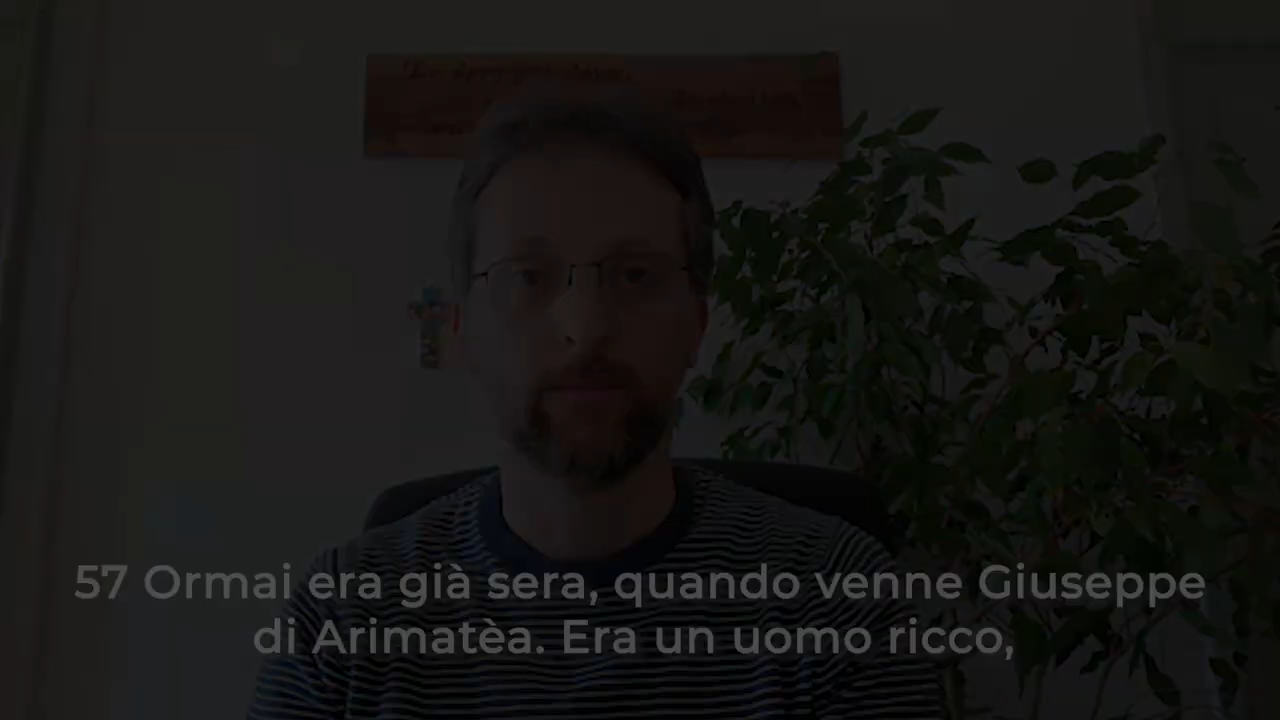 57 Ormai era già sera, quando venne Giuseppe
di Arimatèa. Era un uomo ricco,